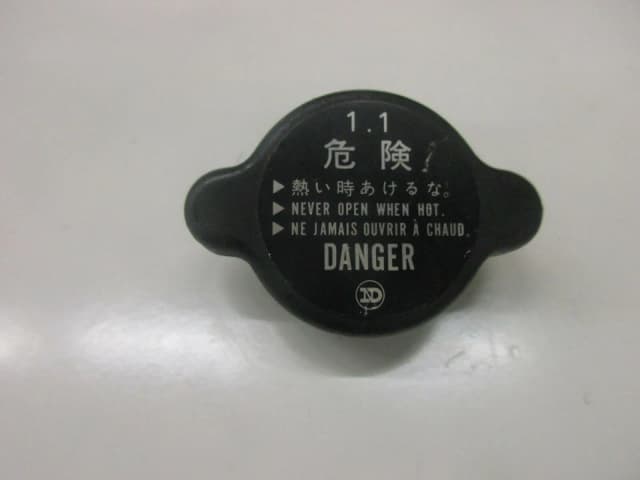 1.1
危険
▶熱い時あけるな。
▶NEVER OPEN WHEN HOT.
▶NE JAMAIS OUVRIR À CHAUD.
DANGER
ND